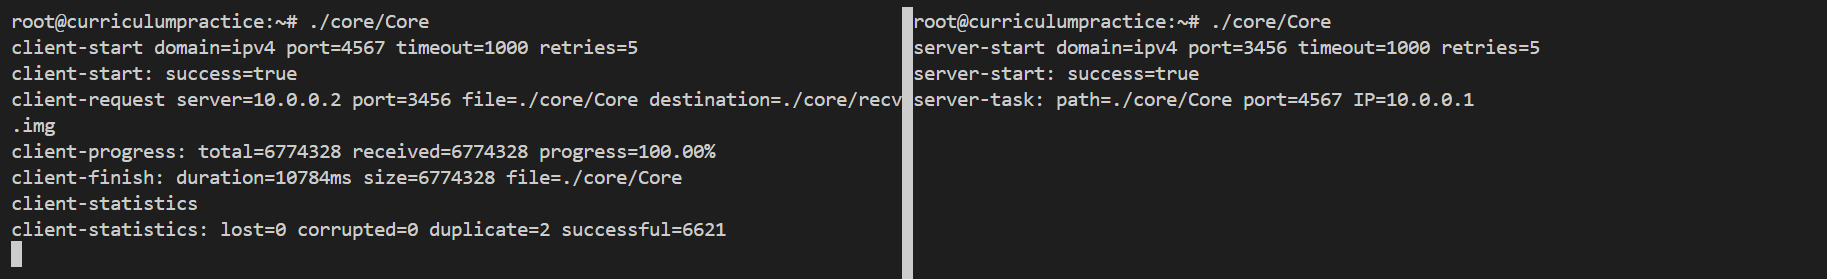 root@curriculumpractice:~# ./core/Core
client-start domain=ipv4 port=4567 timeout=1000 retries=5
client-start: success=true
client-request server=10.0.0.2 port=3456 file=./core/Core destination=./core/recv
.img
client-progress: total=6774328 received=6774328 progress=100.00%
client-finish: duration=10784ms size=6774328 file=./core/Core
client-statistics
client-statistics: lost=0 corrupted=0 duplicate=2 successful=6621
root@curriculumpractice:~# ./core/Core
server-start domain=ipv4 port=3456 timeout=1000 retries=5
server-start: success=true
server-task: path=./core/Core port=4567 IP=10.0.0.1